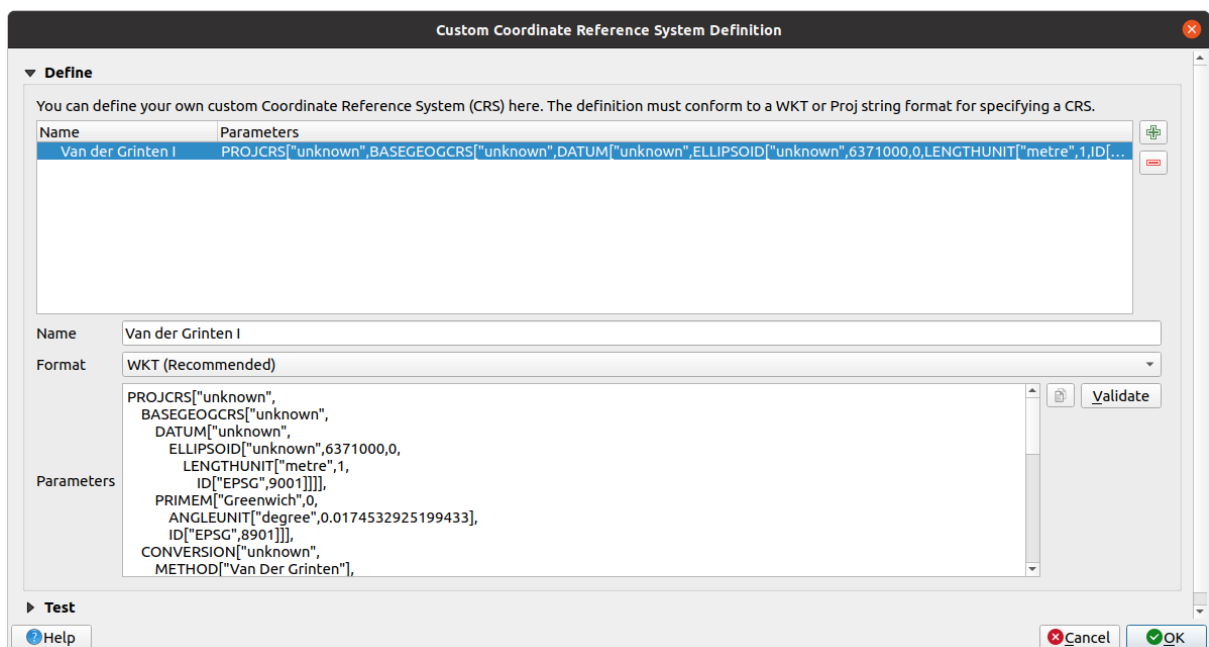 Custom Coordinate Reference System Definition
Define
You can define your own custom Coordinate Reference System (CRS) here. The definition must conform to a WKT or Proj string format for specifying a CRS.
Name Parameters
Van der Grinten I PROJCRS["unknown",BASEGEOGCRS["unknown",DATUM["unknown",ELLIPSOID["unknown",6371000,0,LENGTHUNIT["metre",1,ID[...
Name Van der Grinten I
Format WKT (Recommended)
PROJCRS["unknown",
BASEGEOGCRS["unknown",
DATUM["unknown",
ELLIPSOID["unknown",6371000,0,
LENGTHUNIT["metre",1,
ID["EPSG",9001]]]],
PRIMEM["Greenwich",0,
ANGLEUNIT["degree",0.0174532925199433],
ID["EPSG",8901]]],
CONVERSION["unknown",
METHOD["Van Der Grinten"],
Parameters
Validate
Test
Help
Cancel
OK